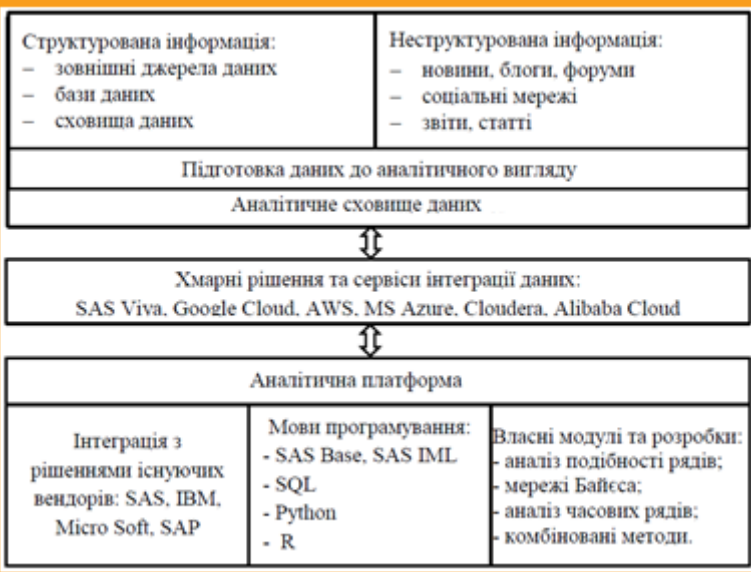 Структурована інформація:
– зовнішні джерела даних
– бази даних
– сховища даних
Неструктурована інформація:
– новини, блоги, форуми
– соціальні мережі
– звіти, статті
Підготовка даних до аналітичного вигляду
Аналітичне сховище даних
Хмарні рішення та сервіси інтеграції даних:
SAS Viva, Google Cloud, AWS, MS Azure, Cloudera, Alibaba Cloud
Аналітична платформа
Інтеграція з
рішеннями існуючих
вендорів: SAS, IBM,
Micro Soft, SAP
Мови програмування:
- SAS Base, SAS IML
- SQL
- Python
- R
Власні модулі та розробки:
- аналіз подібності рядів;
- мережі Байєса;
- аналіз часових рядів;
- комбіновані методи.